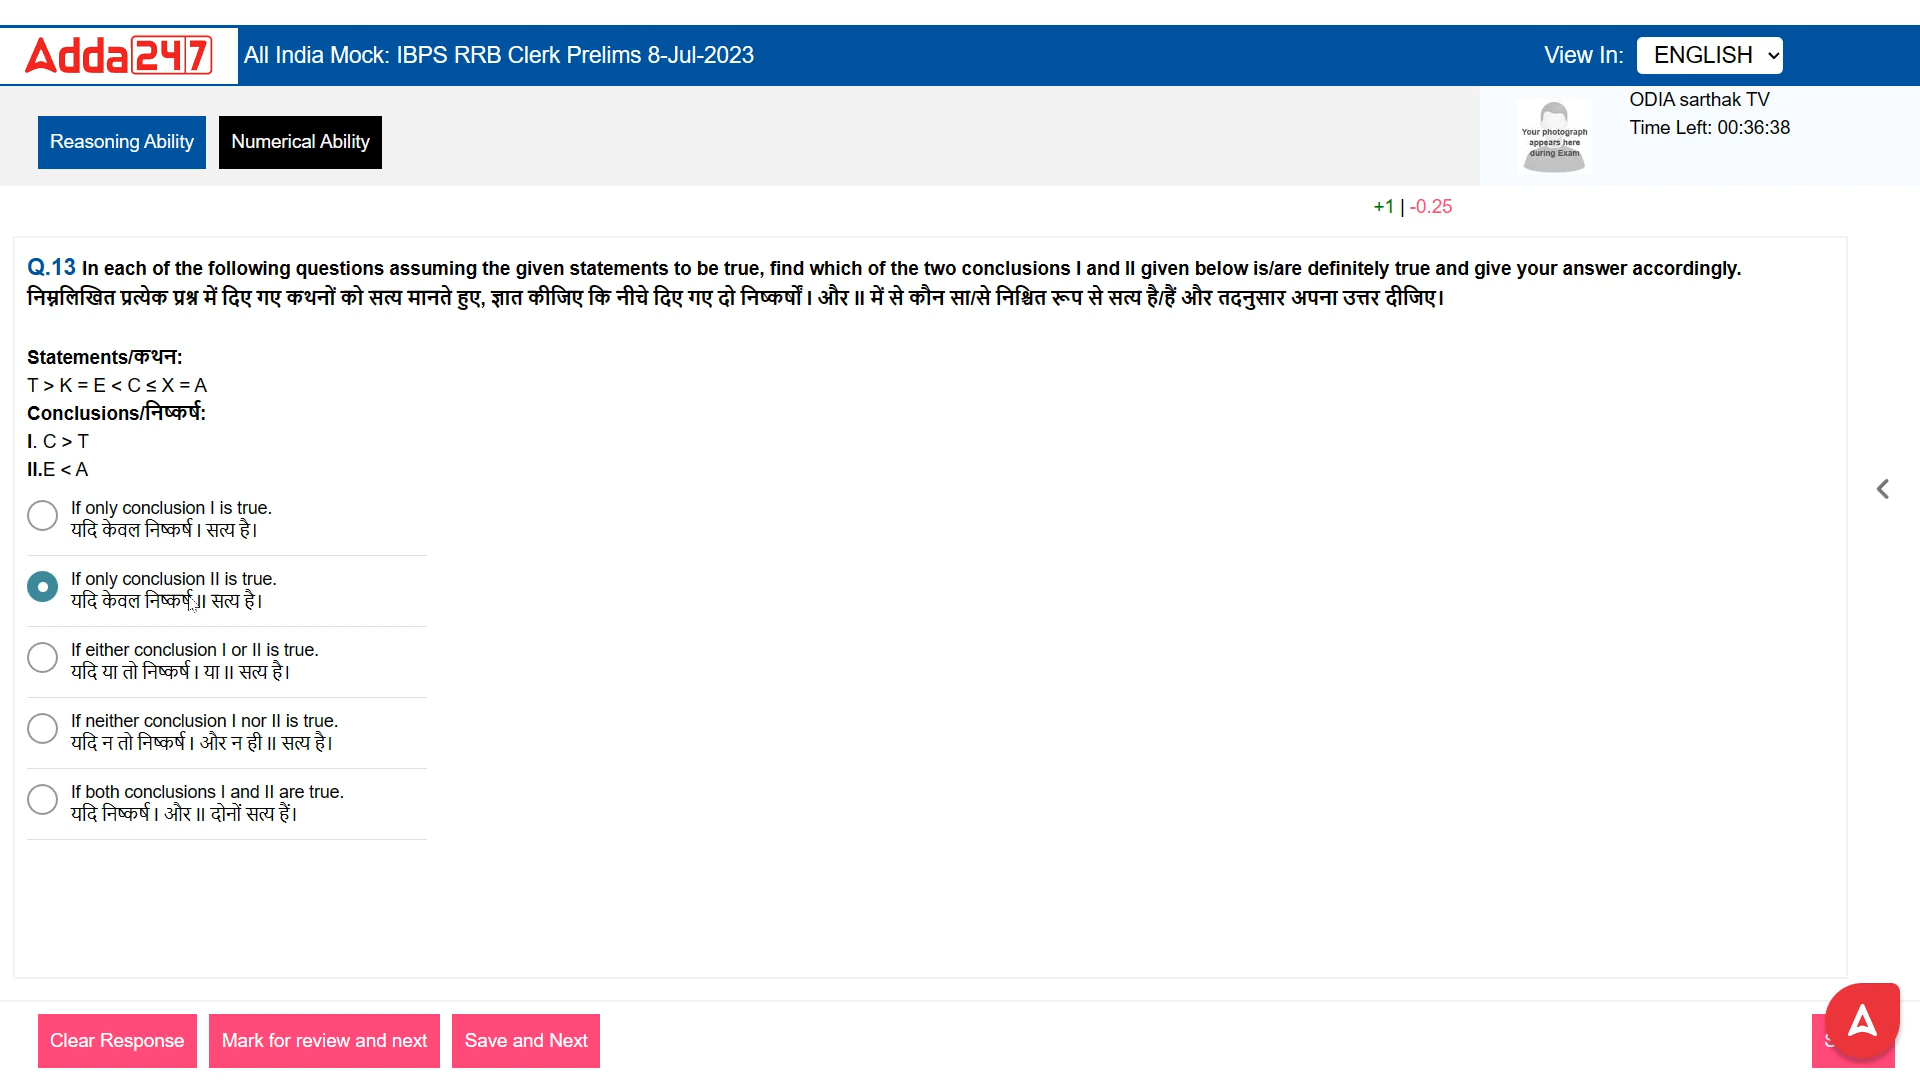 Adda247
All India Mock: IBPS RRB Clerk Prelims 8-Jul-2023
View In: ENGLISH
Reasoning Ability
Numerical Ability
Your photograph
appears here
during Exam
ODIA sarthak TV
Time Left: 00:36:38
+1 | -0.25
Q.13 In each of the following questions assuming the given statements to be true, find which of the two conclusions I and II given below is/are definitely true and give your answer accordingly.
निम्नलिखित प्रत्येक प्रश्न में दिए गए कथनों को सत्य मानते हुए, ज्ञात कीजिए कि नीचे दिए गए दो निष्कर्षों I और II में से कौन सा/से निश्चित रूप से सत्य है/हैं और तदनुसार अपना उत्तर दीजिए।
Statements/कथन:
T > K = E < C ≤ X = A
Conclusions/निष्कर्ष:
I. C > T
II.E < A
If only conclusion I is true.
यदि केवल निष्कर्ष I सत्य है।
If only conclusion II is true.
यदि केवल निष्कर्ष II सत्य है।
If either conclusion I or II is true.
यदि या तो निष्कर्ष I या II सत्य है।
If neither conclusion I nor II is true.
यदि न तो निष्कर्ष I और न ही II सत्य है।
If both conclusions I and II are true.
यदि निष्कर्ष I और II दोनों सत्य हैं।
Clear Response
Mark for review and next
Save and Next